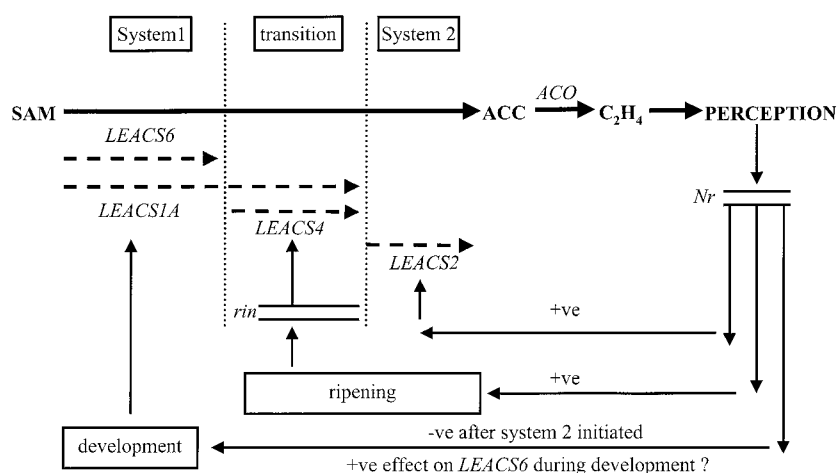 System1 transition System 2
SAM ACC ACO C₂H₄ PERCEPTION
LEACS6
LEACS1A
Nr
LEACS4
LEACS2
rin
+ve
ripening
+ve
development
-ve after system 2 initiated
+ve effect on LEACS6 during development ?